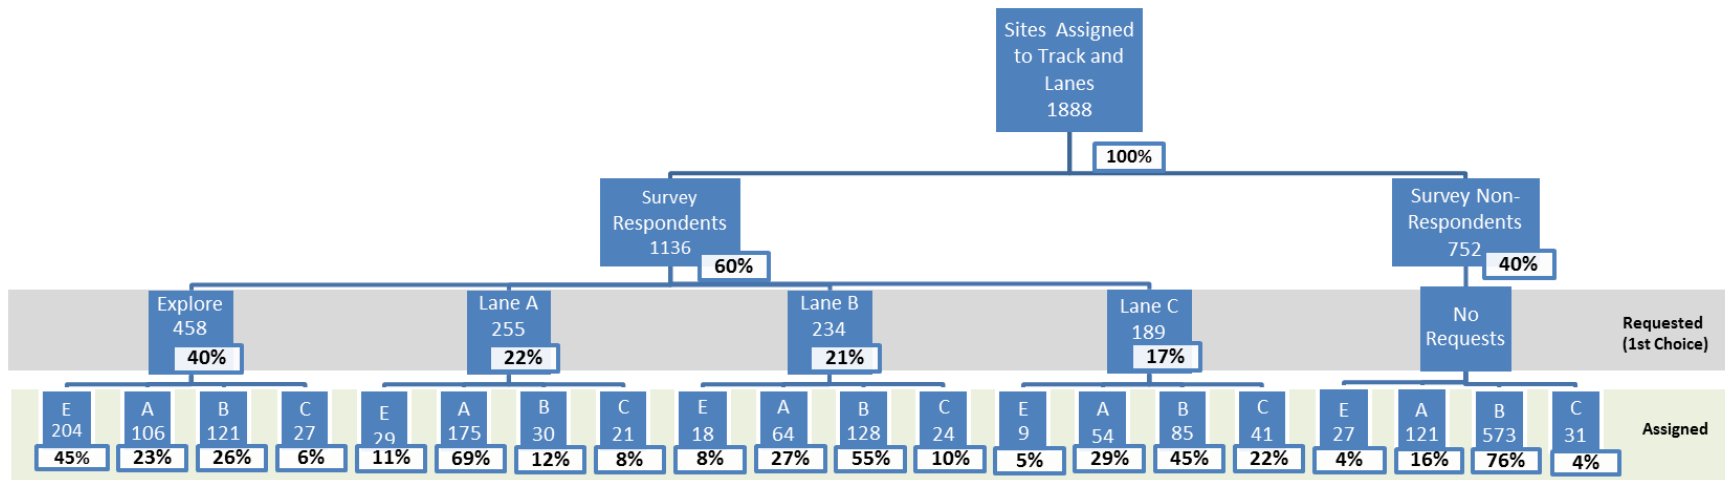 Sites Assigned
to Track and
Lanes
1888
100%
Survey
Respondents
1136
60%
Survey Non-
Respondents
752
40%
Explore
458
40%
Lane A
255
22%
Lane B
234
21%
Lane C
189
17%
No
Requests
Requested
(1st Choice)
E
204
45%
A
106
23%
B
121
26%
C
27
6%
E
29
11%
A
175
69%
B
30
12%
C
21
8%
E
18
8%
A
64
27%
B
128
55%
C
24
10%
E
9
5%
A
54
29%
B
85
45%
C
41
22%
E
27
4%
A
121
16%
B
573
76%
C
31
4%
Assigned